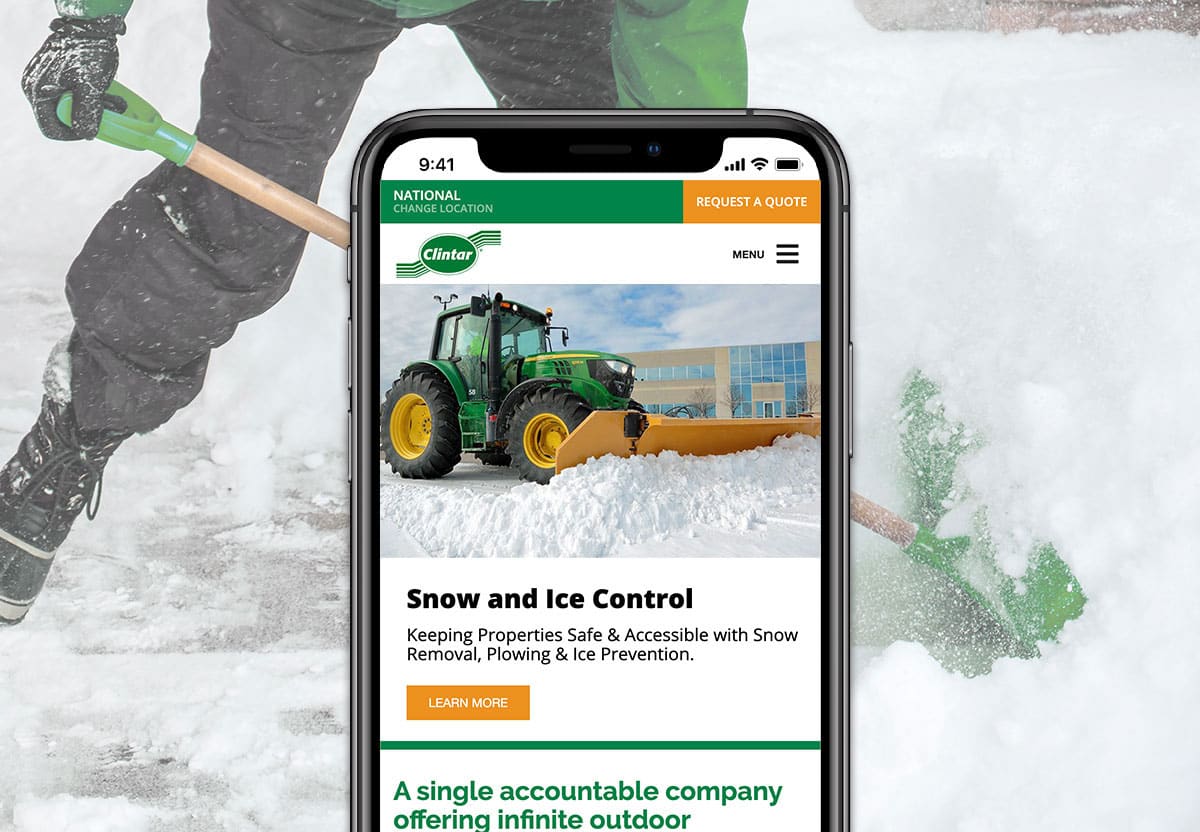 9:41
NATIONAL
CHANGE LOCATION
REQUEST A QUOTE
Clintar
MENU
Snow and Ice Control
Keeping Properties Safe & Accessible with Snow
Removal, Plowing & Ice Prevention.
LEARN MORE
A single accountable company
offering infinite outdoor